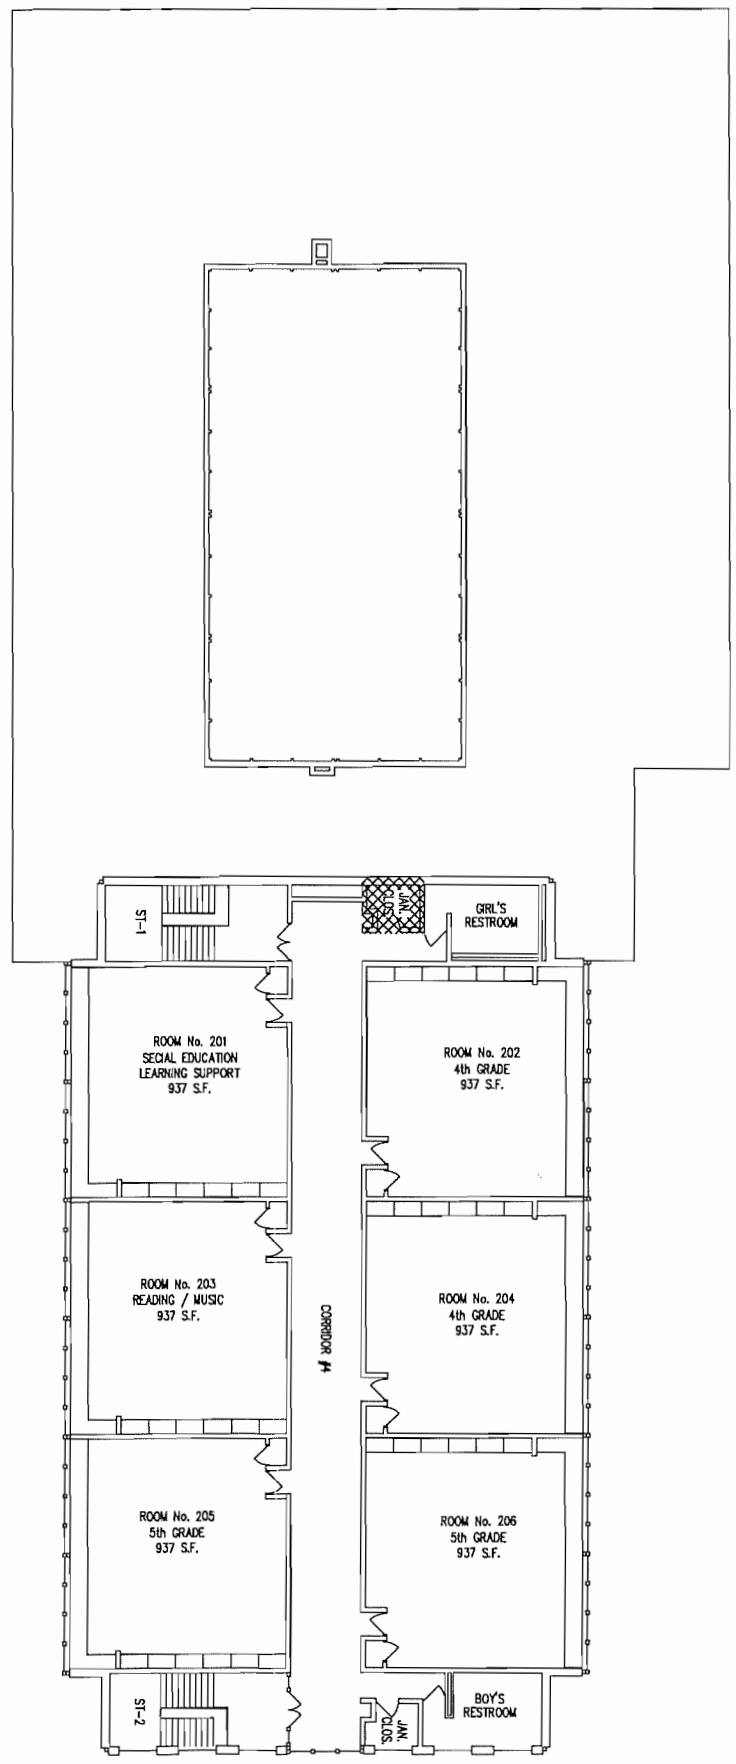 ST-1
JAN.
CLOS.
GIRL'S
RESTROOM
ROOM No. 201
SECIAL EDUCATION
LEARNING SUPPORT
937 S.F.
ROOM No. 202
4th GRADE
937 S.F.
ROOM No. 203
READING / MUSIC
937 S.F.
ROOM No. 204
4th GRADE
937 S.F.
CORRIDOR #4
ROOM No. 205
5th GRADE
937 S.F.
ROOM No. 206
5th GRADE
937 S.F.
ST-2
JAN.
CLOS.
BOY'S
RESTROOM